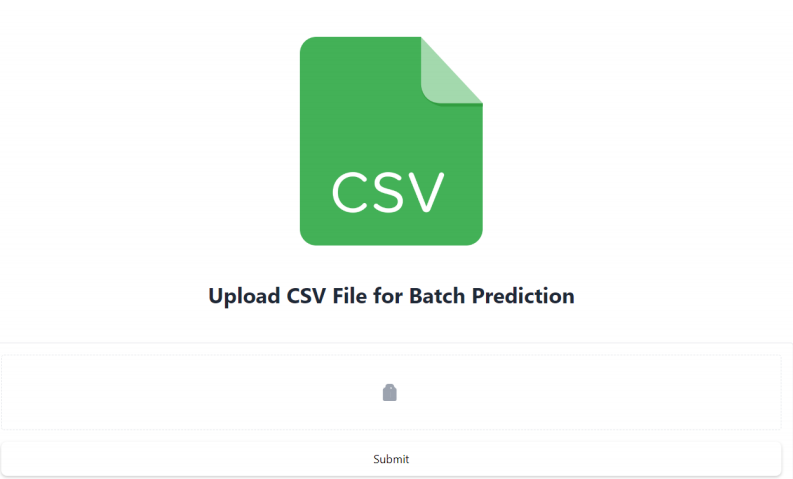 CSV
Upload CSV File for Batch Prediction
Submit